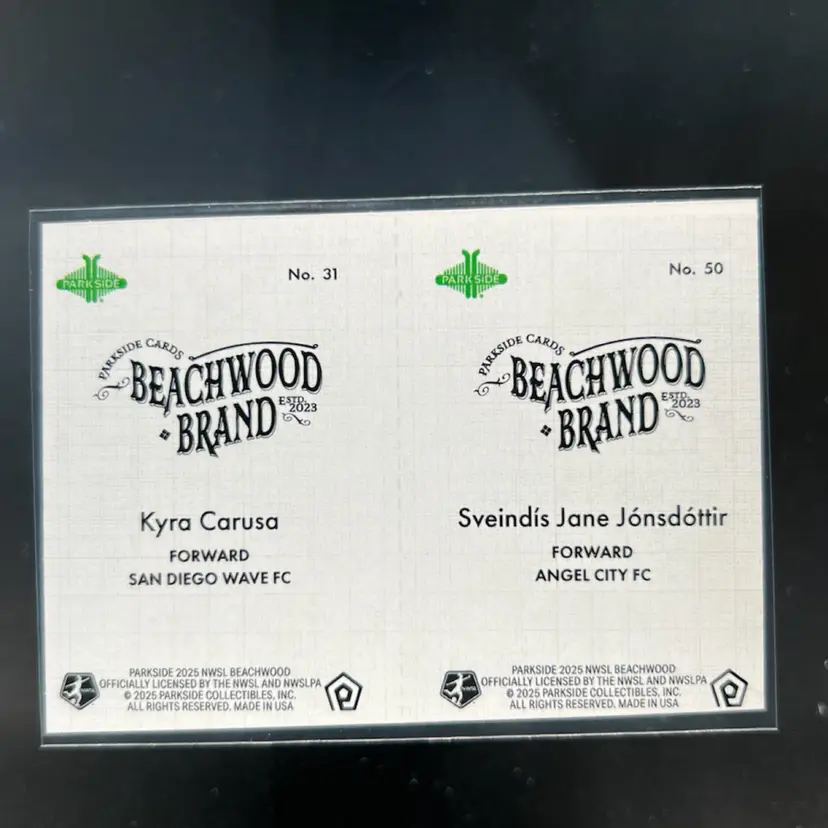 PARKSIDE
No. 31
PARKSIDE CARDS
BEACHWOOD
ESTD.
2023
BRAND
Kyra Carusa
FORWARD
SAN DIEGO WAVE FC
PARKSIDE 2025 NWSL BEACHWOOD
OFFICIALLY LICENSED BY THE NWSL AND NWSLPA
© 2025 PARKSIDE COLLECTIBLES, INC.
ALL RIGHTS RESERVED. MADE IN USA
NWSL
PARKSIDE
No. 50
PARKSIDE CARDS
BEACHWOOD
ESTD.
2023
BRAND
Sveindís Jane Jónsdóttir
FORWARD
ANGEL CITY FC
PARKSIDE 2025 NWSL BEACHWOOD
OFFICIALLY LICENSED BY THE NWSL AND NWSLPA
© 2025 PARKSIDE COLLECTIBLES, INC.
ALL RIGHTS RESERVED. MADE IN USA
NWSL